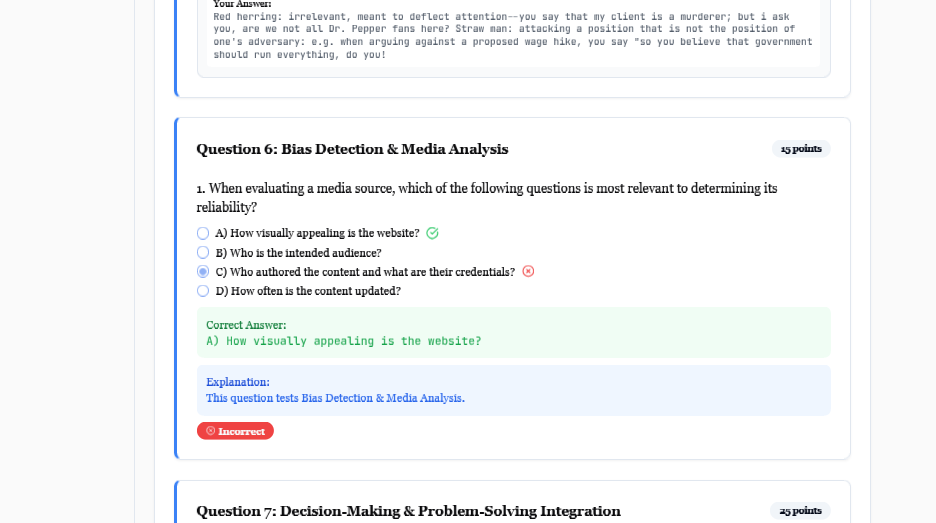 Your Answer:
Red herring: irrelevant, meant to deflect attention--you say that my client is a murderer; but i ask
you, are we not all Dr. Pepper fans here? Straw man: attacking a position that is not the position of
one's adversary: e.g. when arguing against a proposed wage hike, you say "so you believe that government
should run everything, do you!
Question 6: Bias Detection & Media Analysis
15 points
1. When evaluating a media source, which of the following questions is most relevant to determining its
reliability?
A) How visually appealing is the website?
B) Who is the intended audience?
C) Who authored the content and what are their credentials?
D) How often is the content updated?
Correct Answer:
A) How visually appealing is the website?
Explanation:
This question tests Bias Detection & Media Analysis.
Incorrect
Question 7: Decision-Making & Problem-Solving Integration
25 points